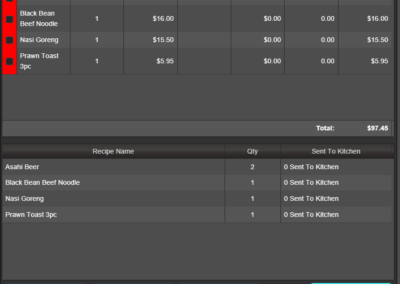 Black Bean
Beef Noodle 1 $16.00 $0.00 0.00 $16.00
Nasi Goreng 1 $15.50 $0.00 0.00 $15.50
Prawn Toast
3pc 1 $5.95 $0.00 0.00 $5.95
Total: $97.45
Recipe Name Qty Sent To Kitchen
Asahi Beer 2 0 Sent To Kitchen
Black Bean Beef Noodle 1 0 Sent To Kitchen
Nasi Goreng 1 0 Sent To Kitchen
Prawn Toast 3pc 1 0 Sent To Kitchen